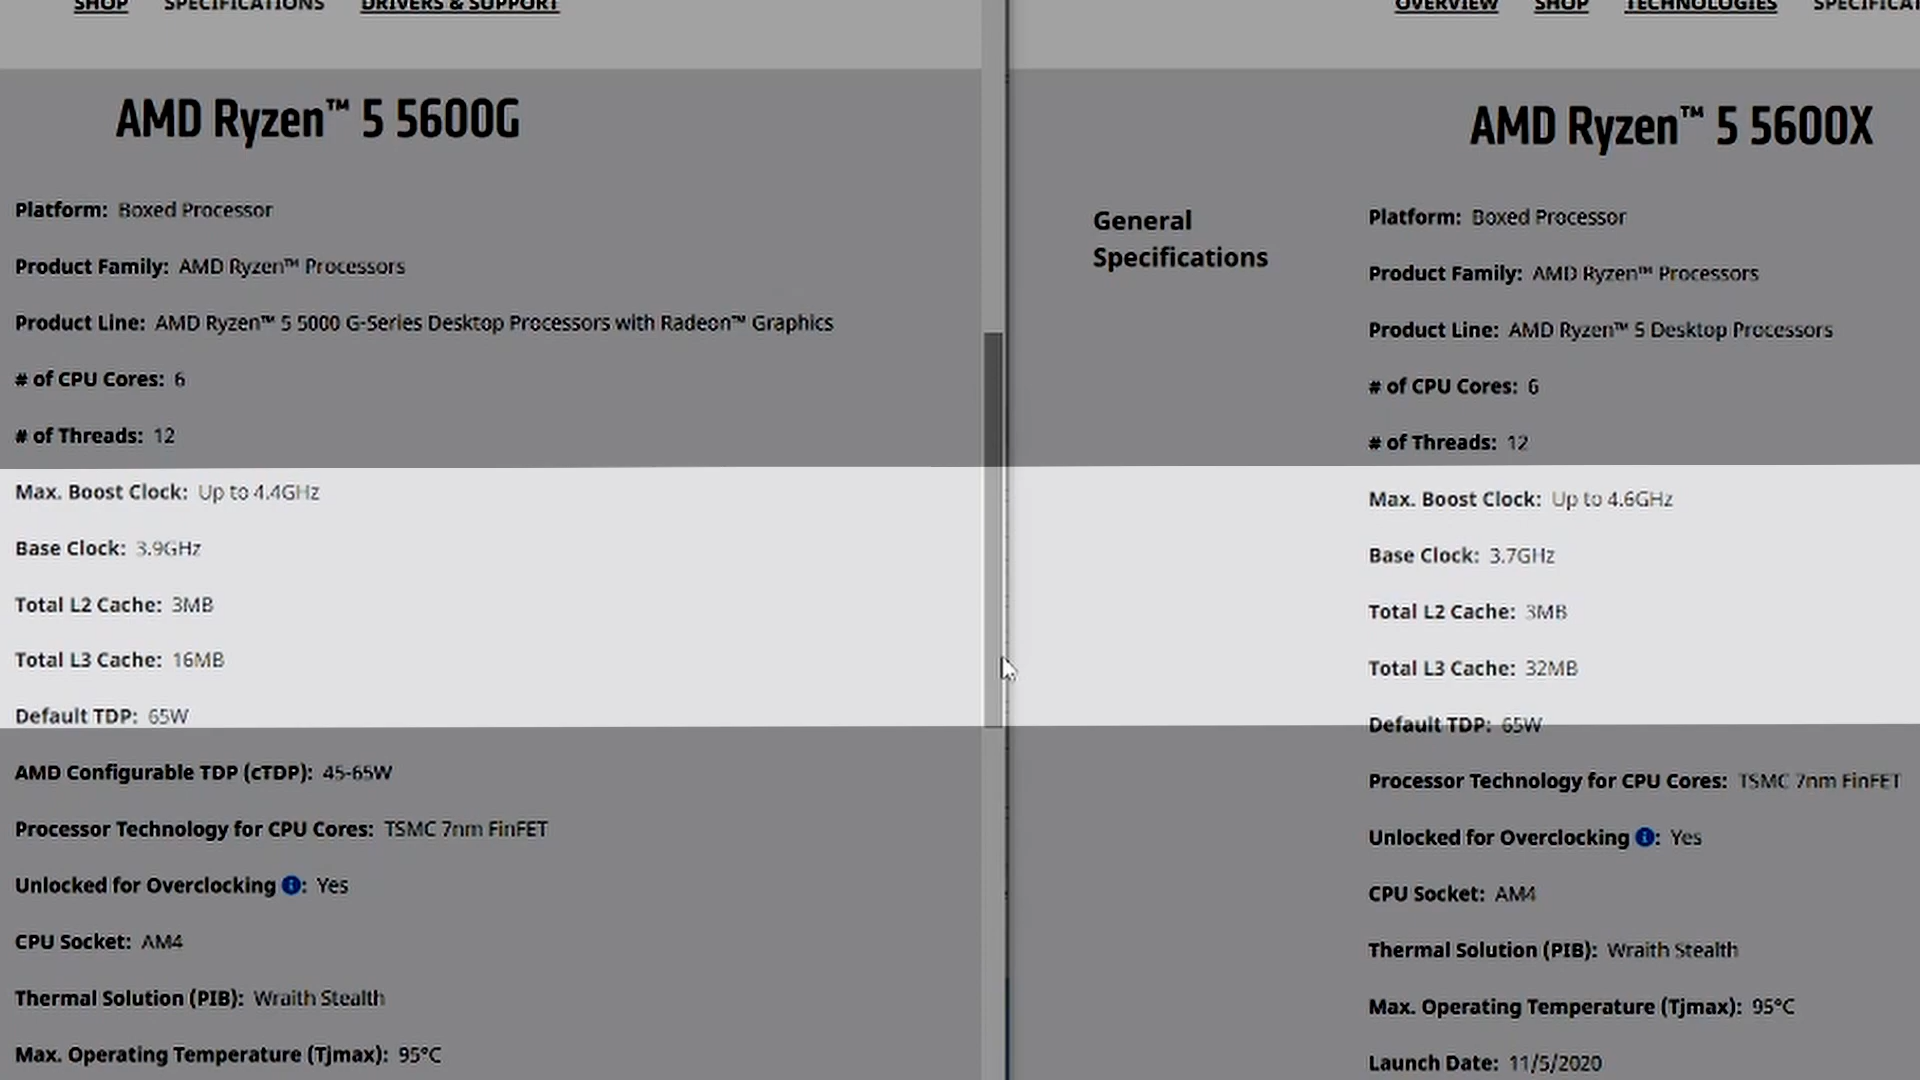 SHOP SPECIFICATIONS DRIVERS & SUPPORT
AMD Ryzen™ 5 5600G
Platform: Boxed Processor
Product Family: AMD Ryzen™ Processors
Product Line: AMD Ryzen™ 5 5000 G-Series Desktop Processors with Radeon™ Graphics
# of CPU Cores: 6
# of Threads: 12
Max. Boost Clock: Up to 4.4GHz
Base Clock: 3.9GHz
Total L2 Cache: 3MB
Total L3 Cache: 16MB
Default TDP: 65W
AMD Configurable TDP (cTDP): 45-65W
Processor Technology for CPU Cores: TSMC 7nm FinFET
Unlocked for Overclocking : Yes
CPU Socket: AM4
Thermal Solution (PIB): Wraith Stealth
Max. Operating Temperature (Tjmax): 95°C
OVERVIEW SHOP TECHNOLOGIES SPECIFICAT
AMD Ryzen™ 5 5600X
General
Specifications
Platform: Boxed Processor
Product Family: AMD Ryzen™ Processors
Product Line: AMD Ryzen™ 5 Desktop Processors
# of CPU Cores: 6
# of Threads: 12
Max. Boost Clock: Up to 4.6GHz
Base Clock: 3.7GHz
Total L2 Cache: 3MB
Total L3 Cache: 32MB
Default TDP: 65W
Processor Technology for CPU Cores: TSMC 7nm FinFET
Unlocked for Overclocking : Yes
CPU Socket: AM4
Thermal Solution (PIB): Wraith Stealth
Max. Operating Temperature (Tjmax): 95°C
Launch Date: 11/5/2020